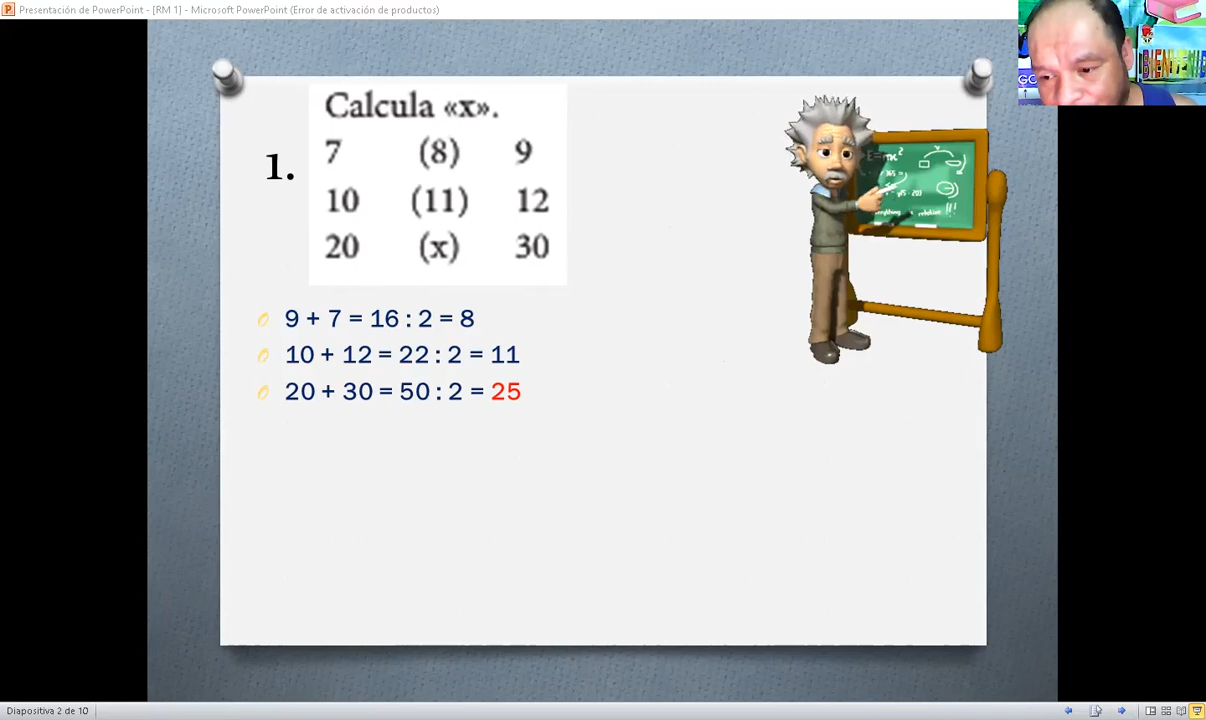 Presentación de PowerPoint - [RM 1] - Microsoft PowerPoint (Error de activación de productos)
Calcula «x».
1.
7 (8) 9
10 (11) 12
20 (x) 30
9 + 7 = 16 : 2 = 8
10 + 12 = 22 : 2 = 11
20 + 30 = 50 : 2 = 25
Diapositiva 2 de 10